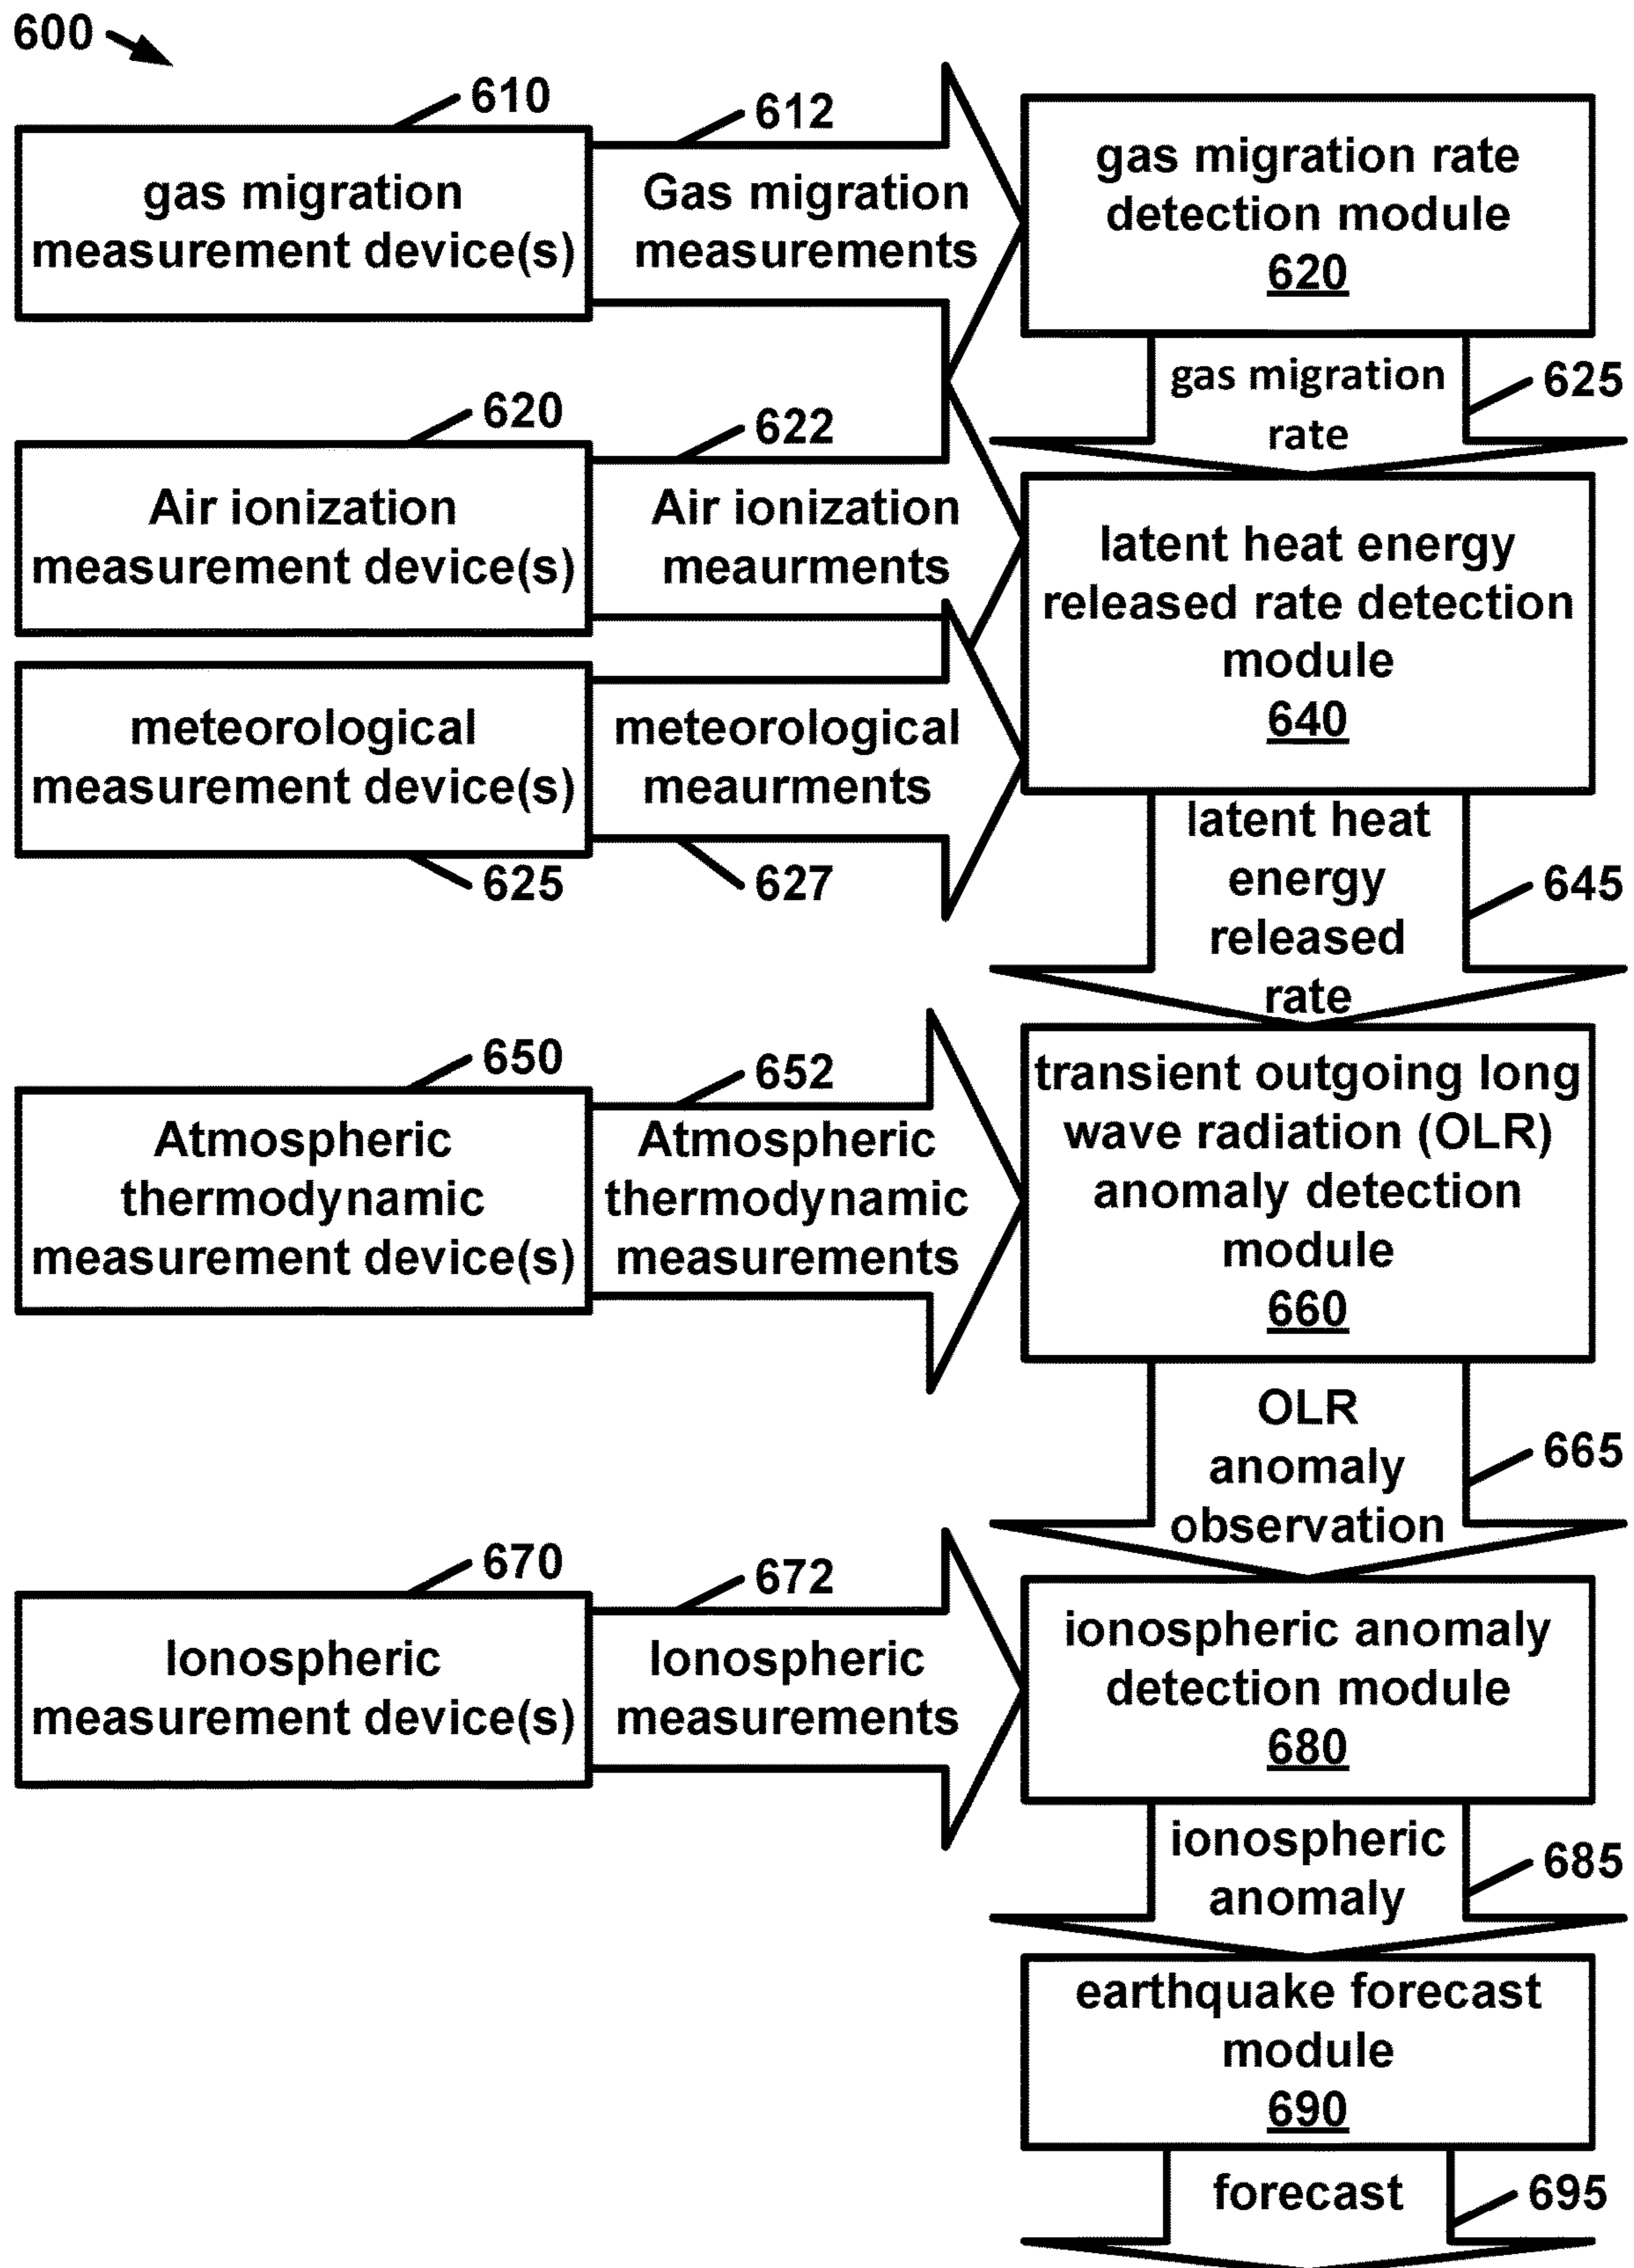 600
610
gas migration
measurement device(s)
612
Gas migration
measurements
gas migration rate
detection module
620
gas migration
rate
625
620
Air ionization
measurement device(s)
622
Air ionization
meaurments
latent heat energy
released rate detection
module
640
meteorological
measurement device(s)
625
meteorological
meaurments
627
latent heat
energy
released
rate
645
650
Atmospheric
thermodynamic
measurement device(s)
652
Atmospheric
thermodynamic
measurements
transient outgoing long
wave radiation (OLR)
anomaly detection
module
660
OLR
anomaly
observation
665
670
Ionospheric
measurement device(s)
672
Ionospheric
measurements
ionospheric anomaly
detection module
680
ionospheric
anomaly
685
earthquake forecast
module
690
forecast
695